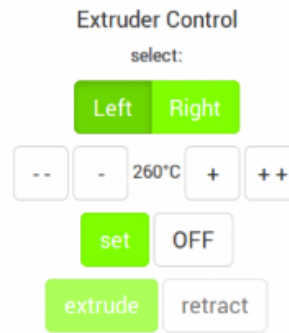 Extruder Control
select:
Left Right
-- - 260°C + ++
set OFF
extrude retract